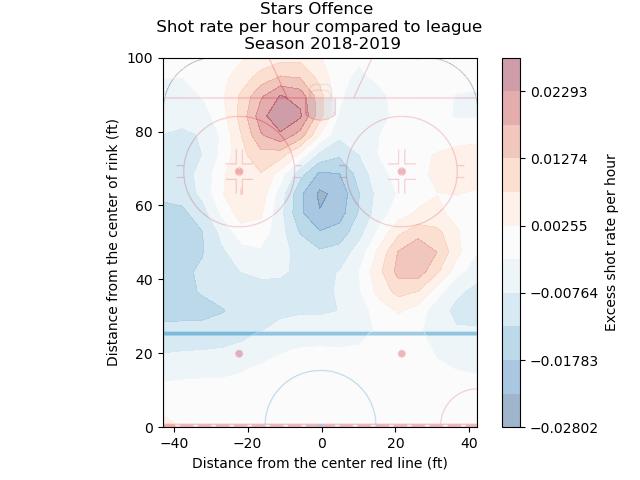 Stars Offence
Shot rate per hour compared to league
Season 2018-2019
100
80
60
40
20
0
−40
−20
0
20
40
Distance from the center of rink (ft)
Distance from the center red line (ft)
0.02293
0.01274
0.00255
−0.00764
−0.01783
−0.02802
Excess shot rate per hour